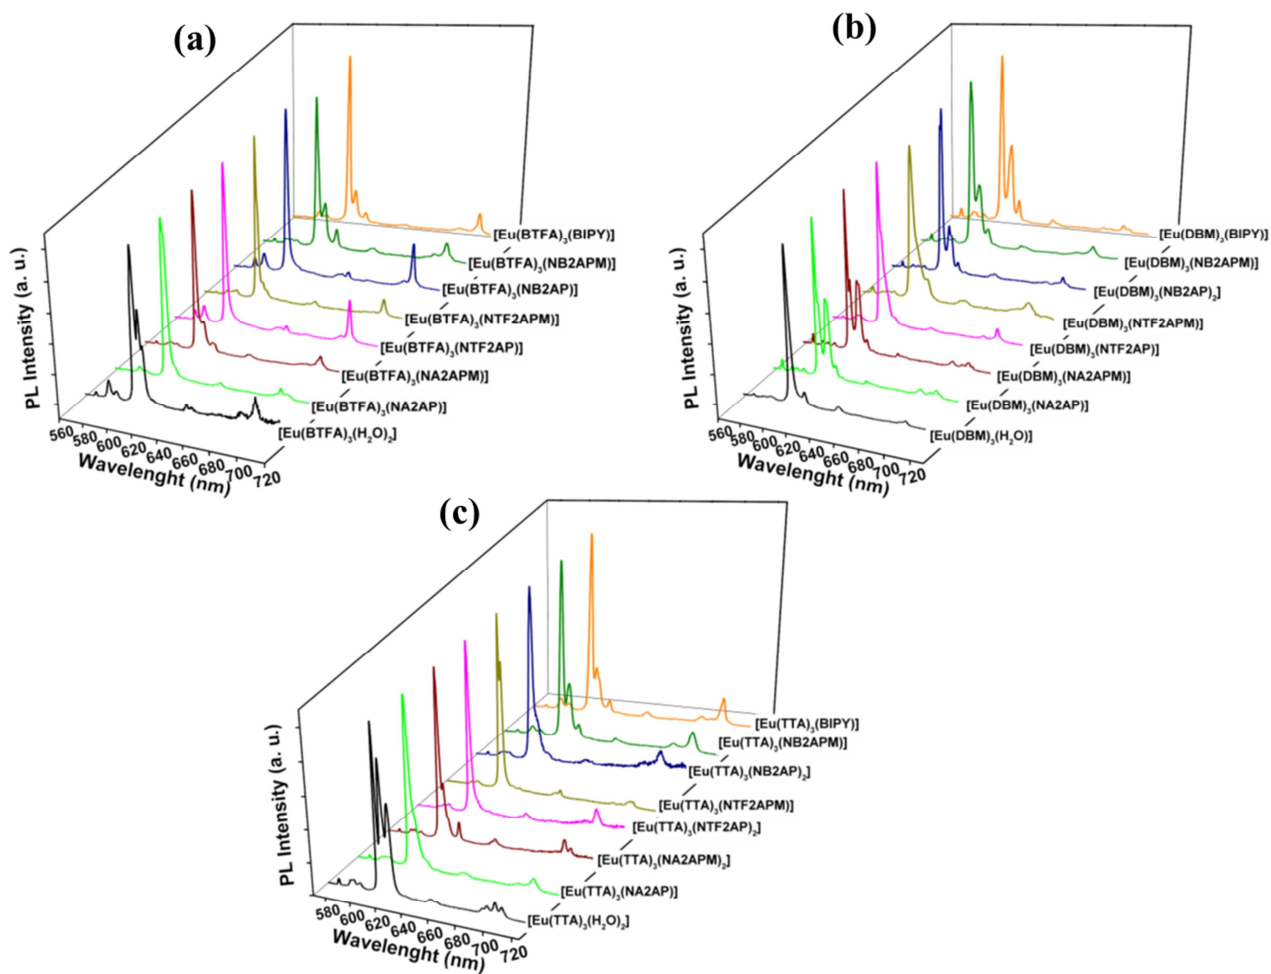 (a)
PL Intensity (a. u.)
[Eu(BTFA)₃(BIPY)]
[Eu(BTFA)₃(NB2APM)]
[Eu(BTFA)₃(NB2AP)]
[Eu(BTFA)₃(NTF2APM)]
[Eu(BTFA)₃(NTF2AP)]
[Eu(BTFA)₃(NA2APM)]
[Eu(BTFA)₃(NA2AP)]
[Eu(BTFA)₃(H₂O)₂]
560 580 600 620 640 660 680 700 720
Wavelenght (nm)
(b)
PL Intensity (a. u.)
[Eu(DBM)₃(BIPY)]
[Eu(DBM)₃(NB2APM)]
[Eu(DBM)₃(NB2AP)₂]
[Eu(DBM)₃(NTF2APM)]
[Eu(DBM)₃(NTF2AP)]
[Eu(DBM)₃(NA2APM)]
[Eu(DBM)₃(NA2AP)]
[Eu(DBM)₃(H₂O)]
560 580 600 620 640 660 680 700 720
Wavelenght (nm)
(c)
PL Intensity (a. u.)
[Eu(TTA)₃(BIPY)]
[Eu(TTA)₃(NB2APM)]
[Eu(TTA)₃(NB2AP)₂]
[Eu(TTA)₃(NTF2APM)]
[Eu(TTA)₃(NTF2AP)₂]
[Eu(TTA)₃(NA2APM)₂]
[Eu(TTA)₃(NA2AP)]
[Eu(TTA)₃(H₂O)₂]
580 600 620 640 660 680 700 720
Wavelenght (nm)